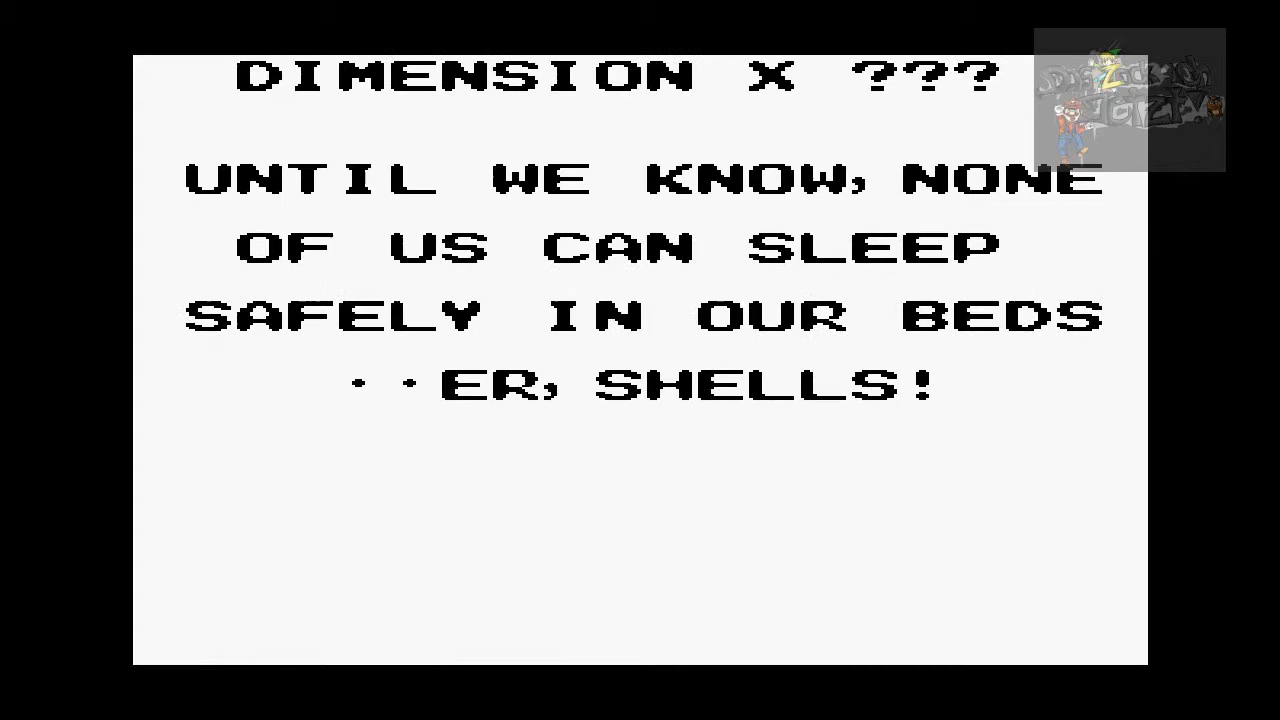 DIMENSION X ???
UNTIL WE KNOW, NONE
OF US CAN SLEEP
SAFELY IN OUR BEDS
··ER, SHELLS!